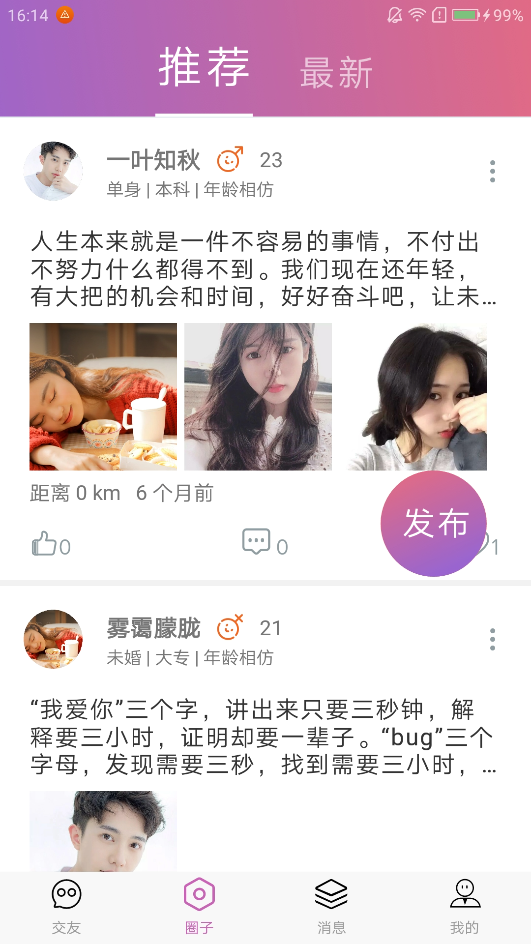 16:14
99%
推荐
最新
一叶知秋
23
单身 | 本科 | 年龄相仿
人生本来就是一件不容易的事情，不付出
不努力什么都得不到。我们现在还年轻，
有大把的机会和时间，好好奋斗吧，让未...
距离 0 km 6 个月前
发布
0
0
1
雾霭朦胧
21
未婚 | 大专 | 年龄相仿
“我爱你”三个字，讲出来只要三秒钟，解
释要三小时，证明却要一辈子。“bug”三个
字母，发现需要三秒，找到需要三小时，...
交友
圈子
消息
我的